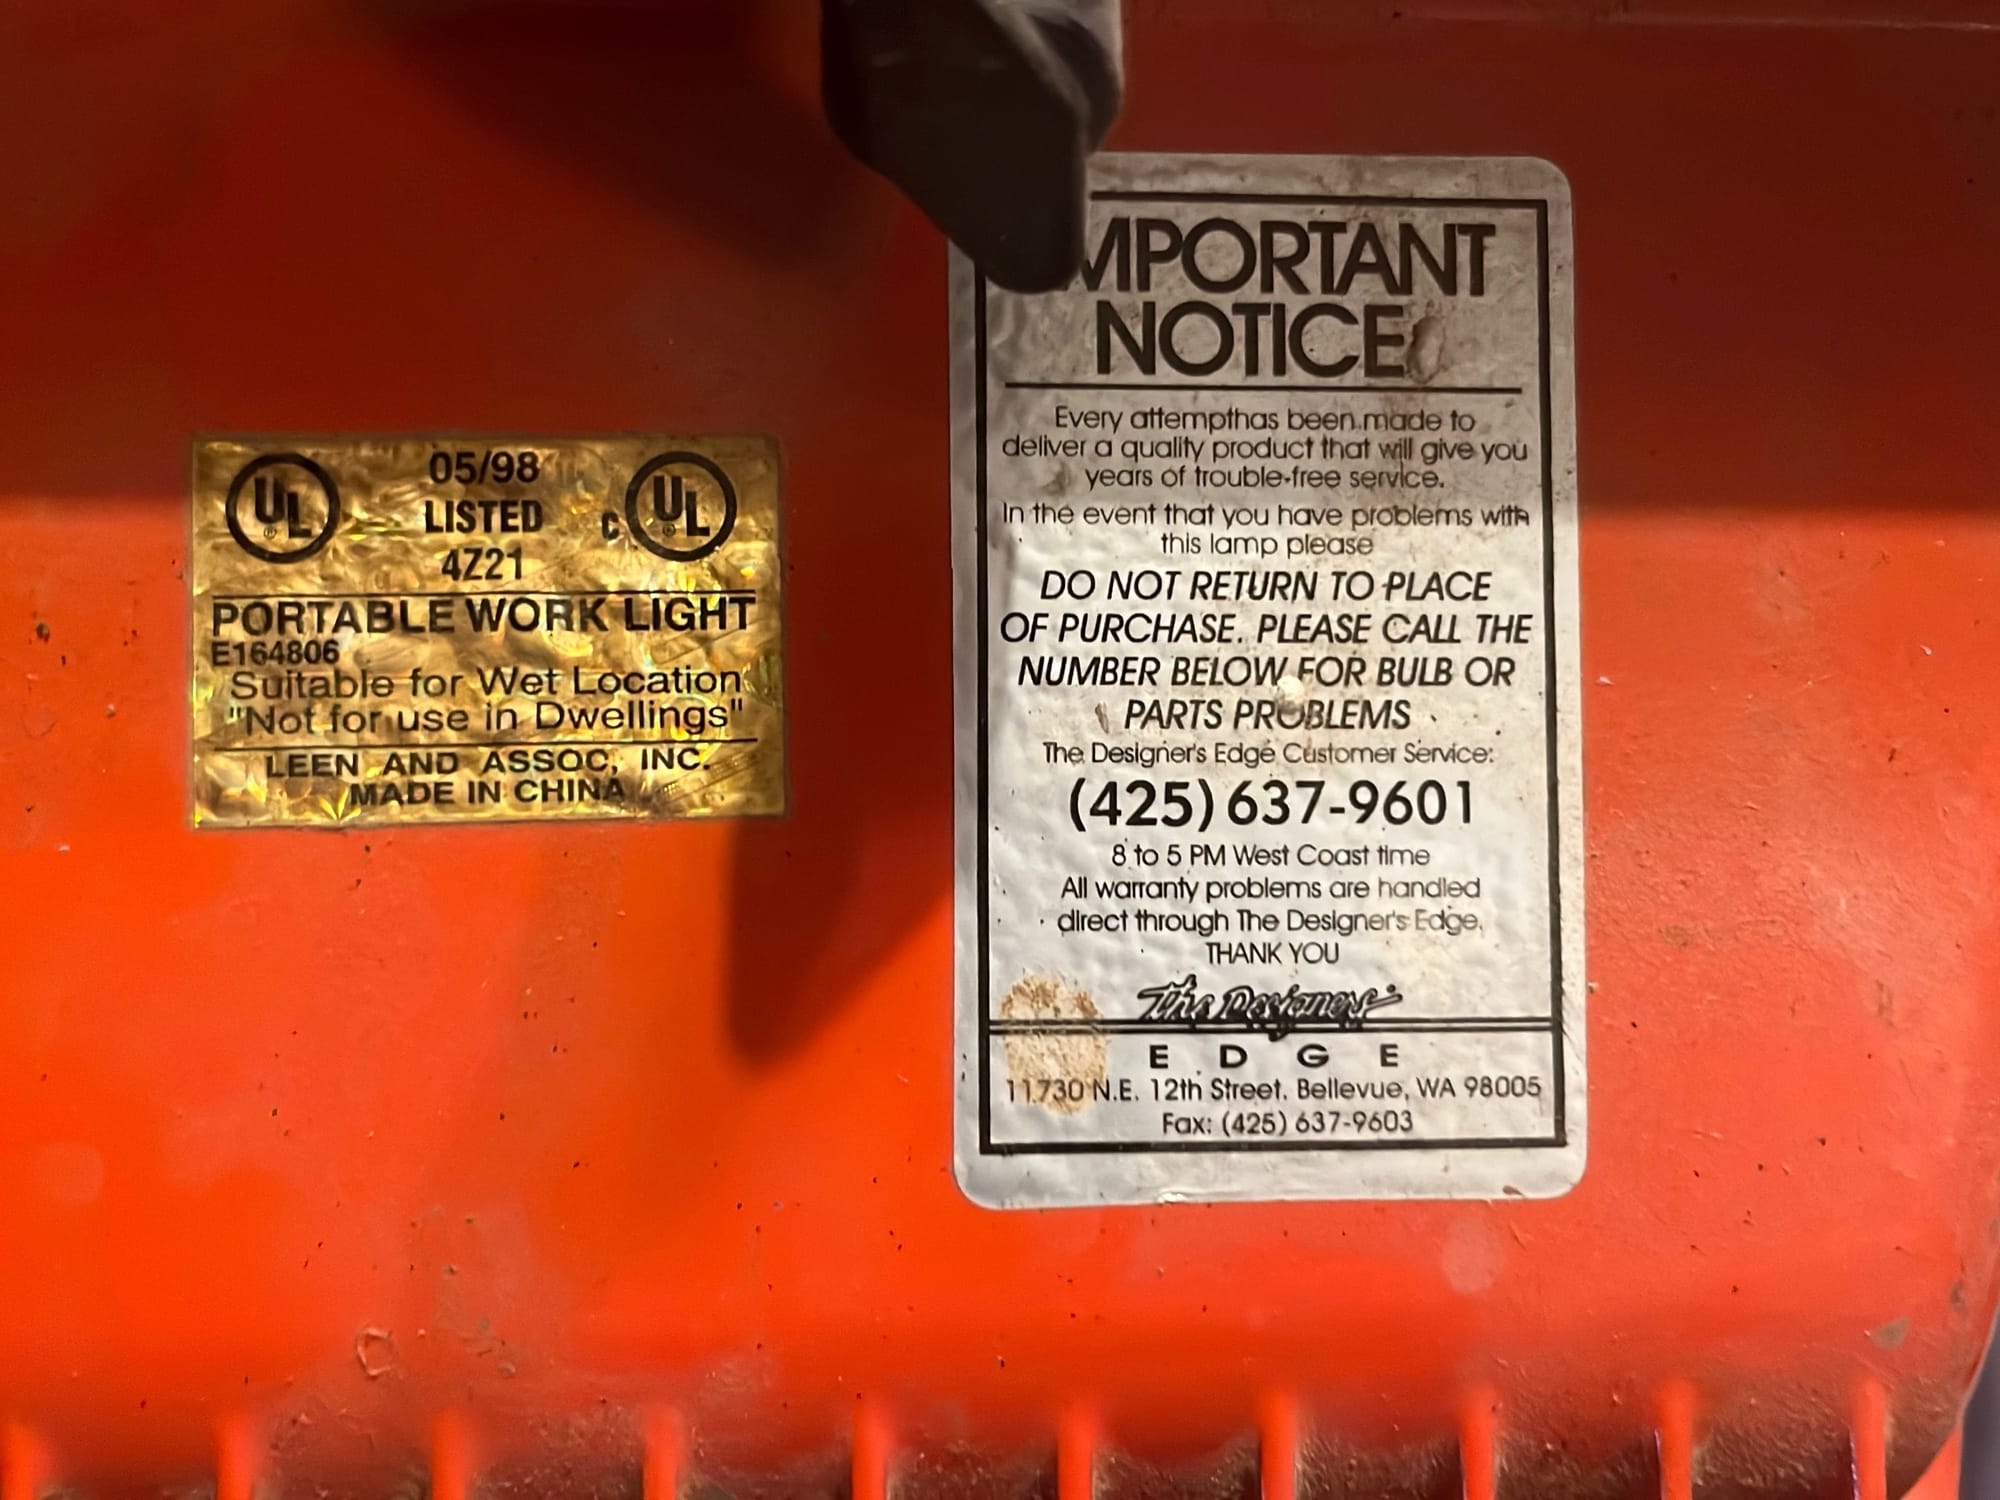 UL
05/98
LISTED
4Z21
c UL
PORTABLE WORK LIGHT
E164806
Suitable for Wet Location
"Not for use in Dwellings"
LEEN AND ASSOC, INC.
MADE IN CHINA
MPORTANT
NOTICE
Every attempthas been made to
deliver a quality product that will give you
years of trouble-free service.
In the event that you have problems with
this lamp please
DO NOT RETURN TO PLACE
OF PURCHASE. PLEASE CALL THE
NUMBER BELOW FOR BULB OR
PARTS PROBLEMS
The Designer's Edge Customer Service:
(425) 637-9601
8 to 5 PM West Coast time
All warranty problems are handled
direct through The Designer's Edge.
THANK YOU
The Designers
EDGE
11730 N.E. 12th Street. Bellevue, WA 98005
Fax: (425) 637-9603